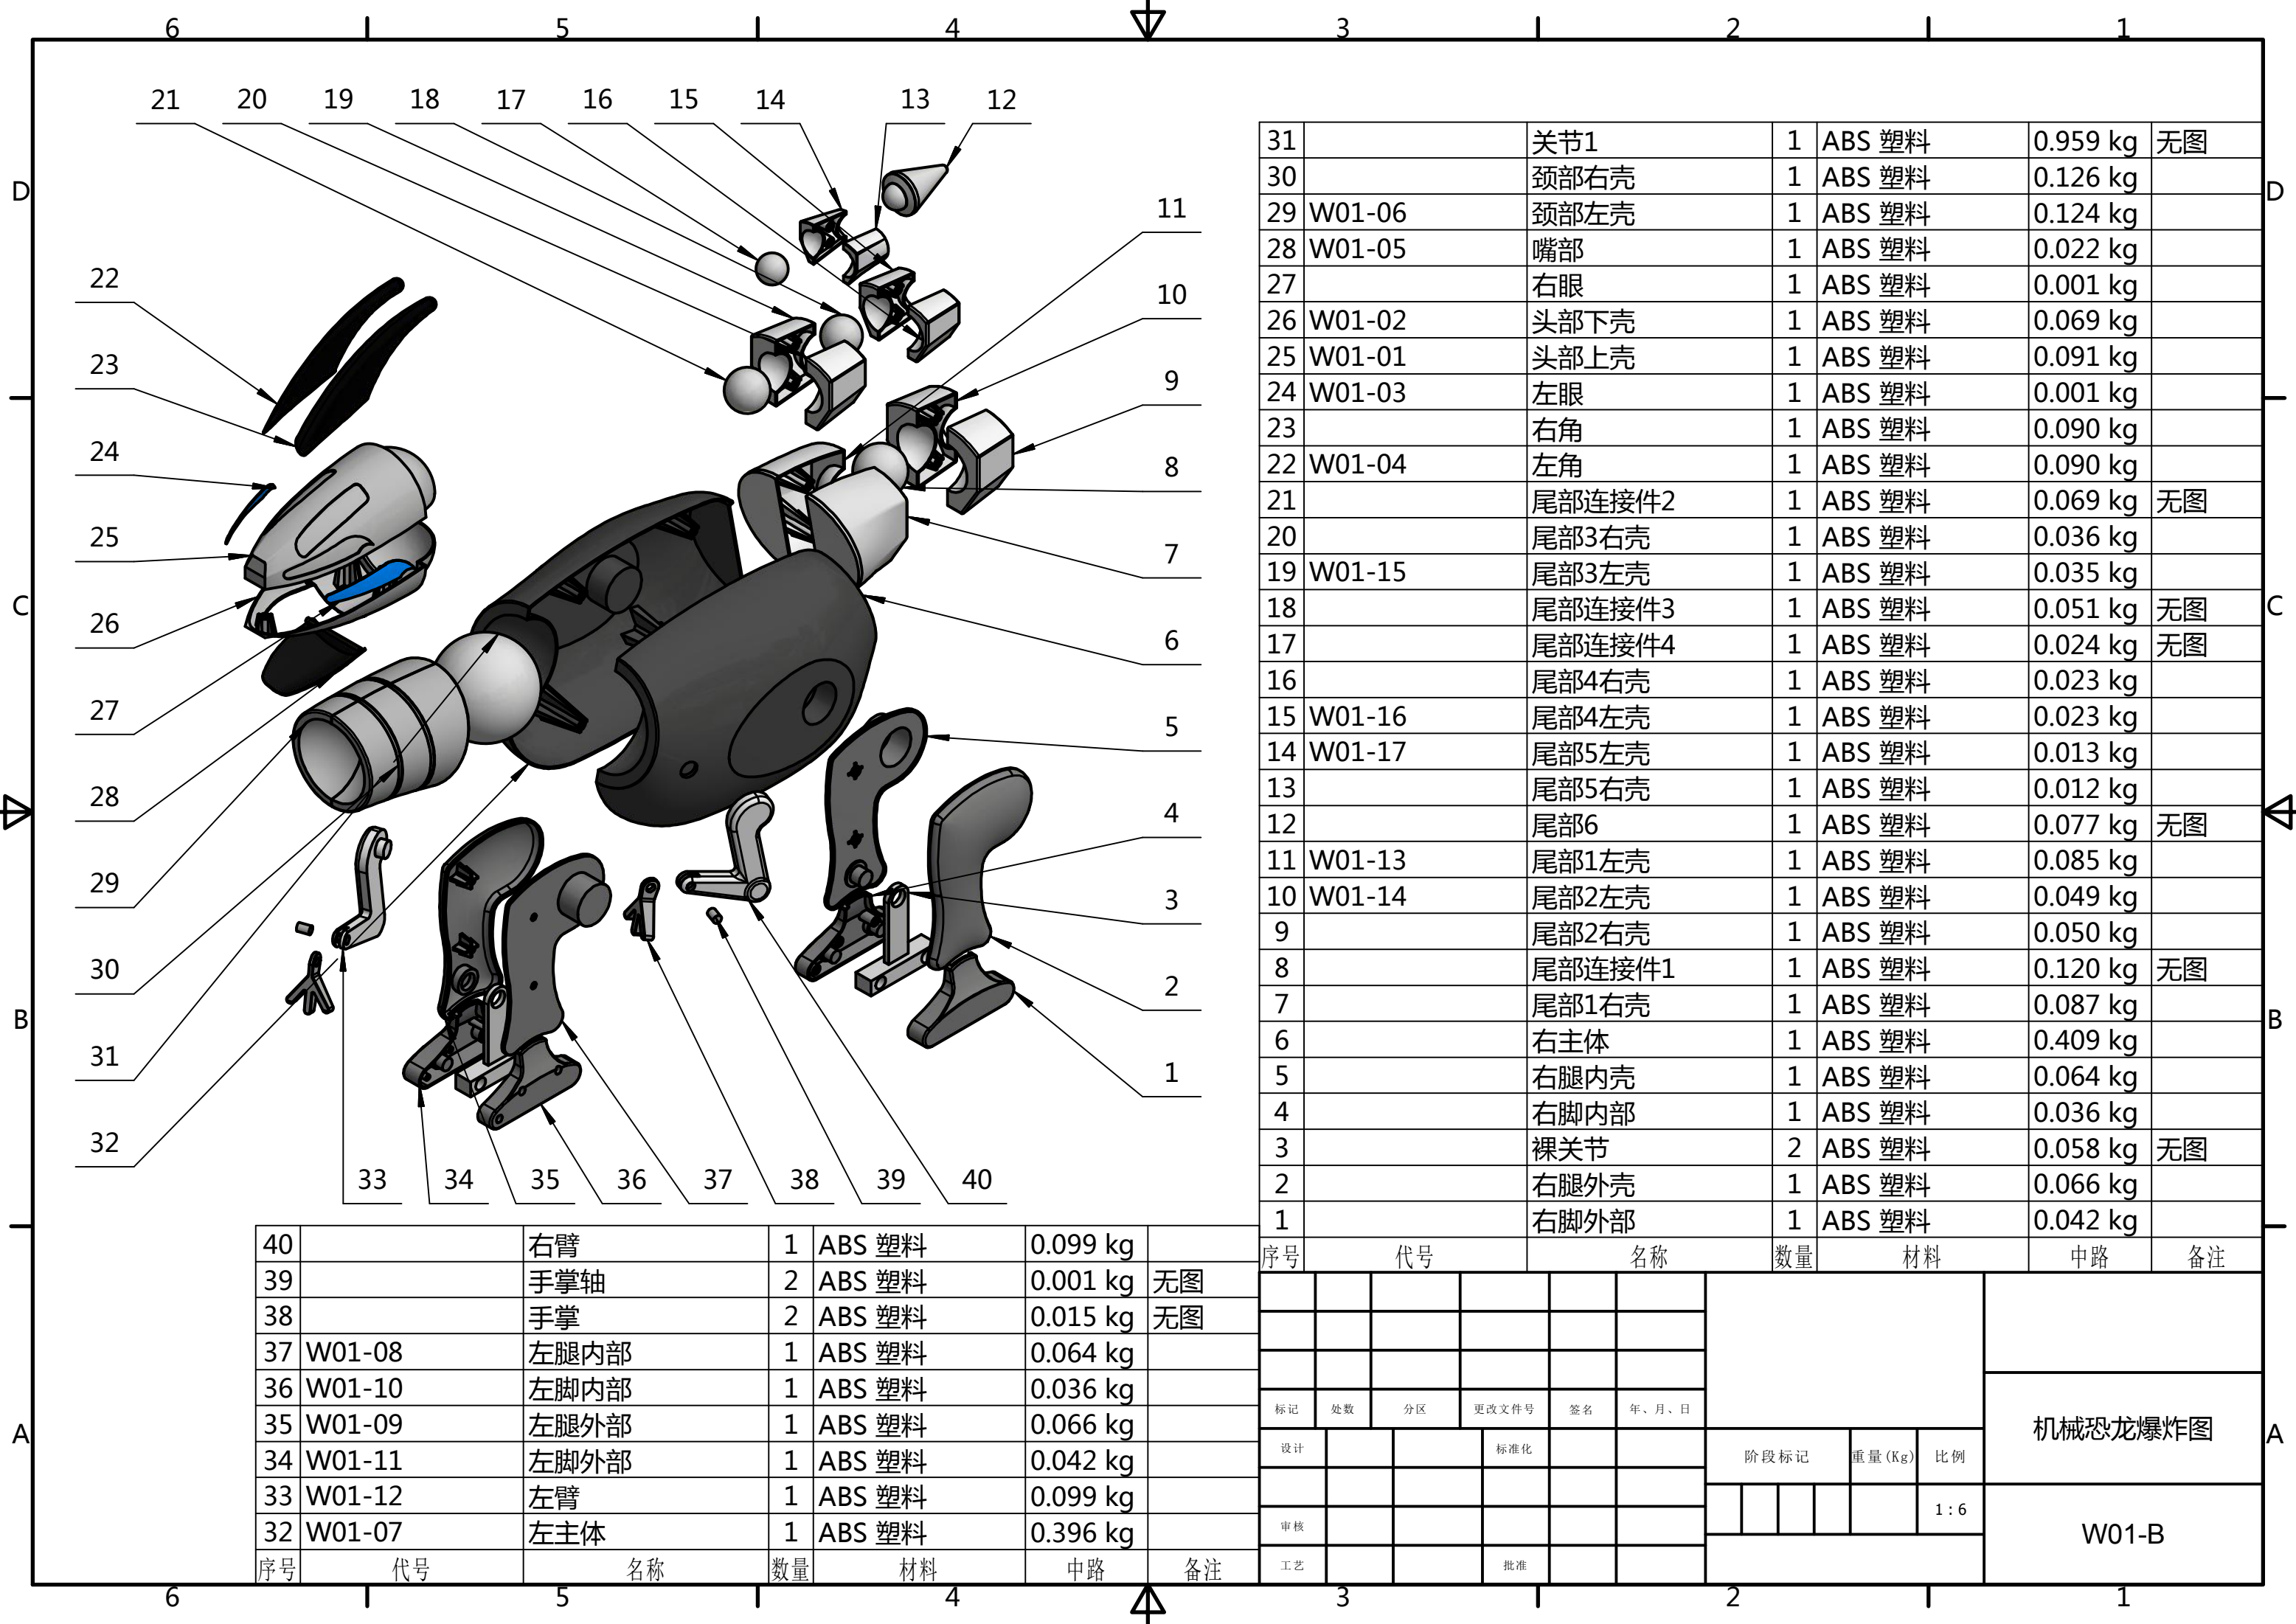 6 5 4 3 2 1
21 20 19 18 17 16 15 14 13 12
11
10
9
8
7
6
5
4
3
2
1
22
23
24
25
26
27
28
29
30
31
32
33 34 35 36 37 38 39 40
D
C
B
A
D
C
B
A
31 关节1 1 ABS 塑料 0.959 kg 无图
30 颈部右壳 1 ABS 塑料 0.126 kg
29 W01-06 颈部左壳 1 ABS 塑料 0.124 kg
28 W01-05 嘴部 1 ABS 塑料 0.022 kg
27 右眼 1 ABS 塑料 0.001 kg
26 W01-02 头部下壳 1 ABS 塑料 0.069 kg
25 W01-01 头部上壳 1 ABS 塑料 0.091 kg
24 W01-03 左眼 1 ABS 塑料 0.001 kg
23 右角 1 ABS 塑料 0.090 kg
22 W01-04 左角 1 ABS 塑料 0.090 kg
21 尾部连接件2 1 ABS 塑料 0.069 kg 无图
20 尾部3右壳 1 ABS 塑料 0.036 kg
19 W01-15 尾部3左壳 1 ABS 塑料 0.035 kg
18 尾部连接件3 1 ABS 塑料 0.051 kg 无图
17 尾部连接件4 1 ABS 塑料 0.024 kg 无图
16 尾部4右壳 1 ABS 塑料 0.023 kg
15 W01-16 尾部4左壳 1 ABS 塑料 0.023 kg
14 W01-17 尾部5左壳 1 ABS 塑料 0.013 kg
13 尾部5右壳 1 ABS 塑料 0.012 kg
12 尾部6 1 ABS 塑料 0.077 kg 无图
11 W01-13 尾部1左壳 1 ABS 塑料 0.085 kg
10 W01-14 尾部2左壳 1 ABS 塑料 0.049 kg
9 尾部2右壳 1 ABS 塑料 0.050 kg
8 尾部连接件1 1 ABS 塑料 0.120 kg 无图
7 尾部1右壳 1 ABS 塑料 0.087 kg
6 右主体 1 ABS 塑料 0.409 kg
5 右腿内壳 1 ABS 塑料 0.064 kg
4 右脚内部 1 ABS 塑料 0.036 kg
3 裸关节 2 ABS 塑料 0.058 kg 无图
2 右腿外壳 1 ABS 塑料 0.066 kg
1 右脚外部 1 ABS 塑料 0.042 kg
序号 代号 名称 数量 材料 中路 备注
40 右臂 1 ABS 塑料 0.099 kg
39 手掌轴 2 ABS 塑料 0.001 kg 无图
38 手掌 2 ABS 塑料 0.015 kg 无图
37 W01-08 左腿内部 1 ABS 塑料 0.064 kg
36 W01-10 左脚内部 1 ABS 塑料 0.036 kg
35 W01-09 左腿外部 1 ABS 塑料 0.066 kg
34 W01-11 左脚外部 1 ABS 塑料 0.042 kg
33 W01-12 左臂 1 ABS 塑料 0.099 kg
32 W01-07 左主体 1 ABS 塑料 0.396 kg
序号 代号 名称 数量 材料 中路 备注
标记 处数 分区 更改文件号 签名 年、月、日
设计 标准化
阶段标记 重量(Kg) 比例
1:6
审核
工艺 批准
机械恐龙爆炸图
W01-B
6 5 4 3 2 1